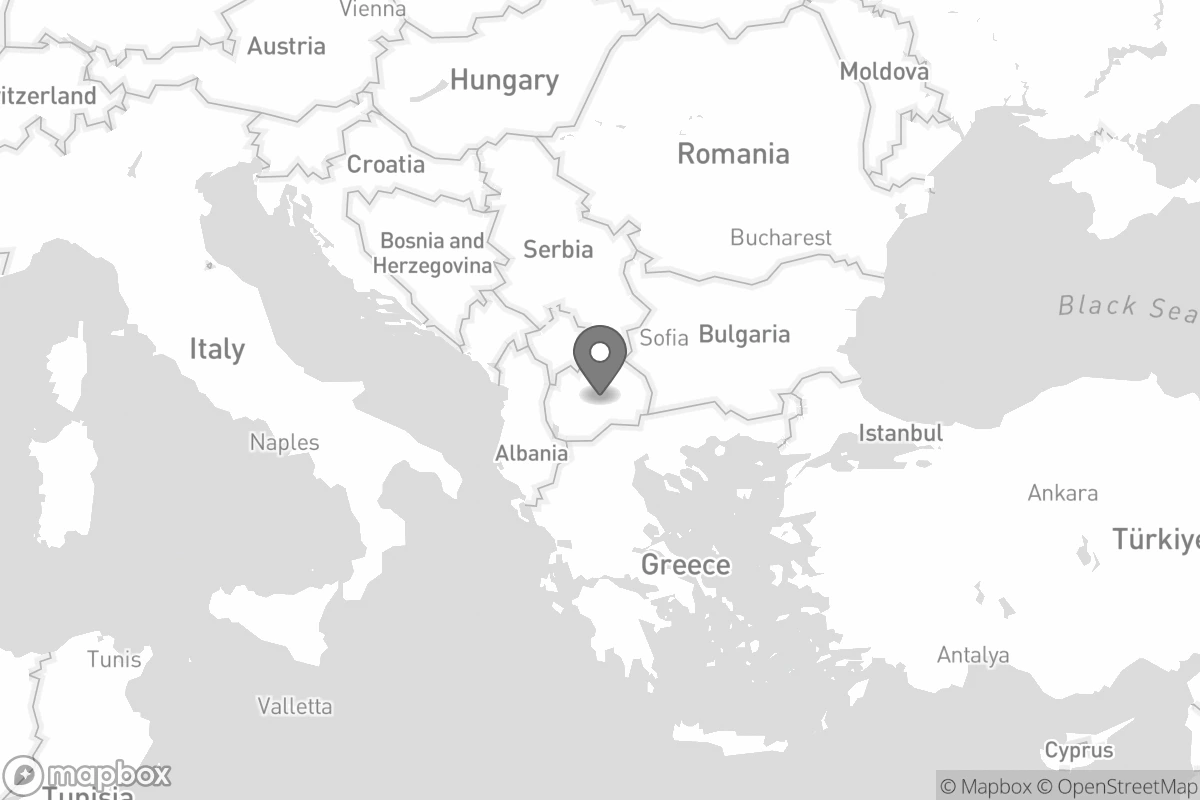 Vienna
Austria
Hungary
Moldova
itzerland
Croatia
Romania
Bosnia and
Herzegovina
Serbia
Bucharest
Black Sea
Italy
Sofia
Bulgaria
Naples
Albania
Istanbul
Ankara
Türkiye
Greece
Tunis
Antalya
Valletta
Cyprus
mapbox
Tunisia
© Mapbox © OpenStreetMap